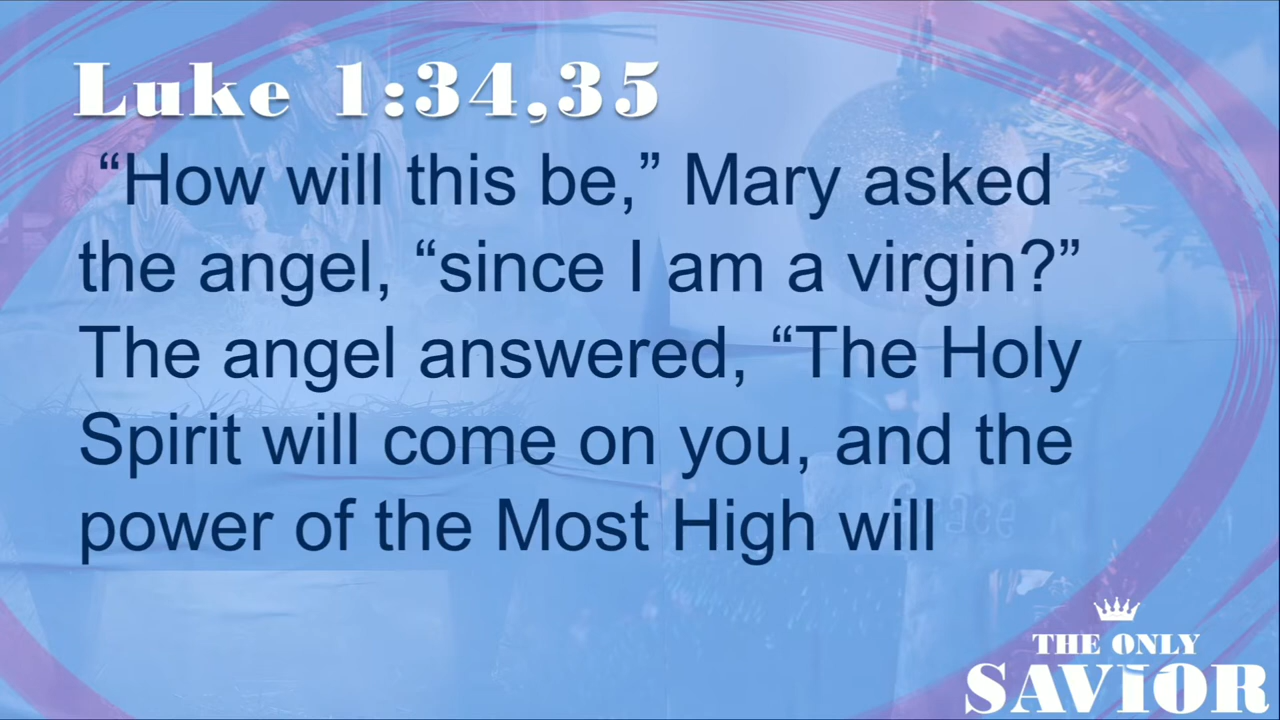 Luke 1:34,35
“How will this be,” Mary asked
the angel, “since I am a virgin?”
The angel answered, “The Holy
Spirit will come on you, and the
power of the Most High will
Grace
THE ONLY
SAVIOR